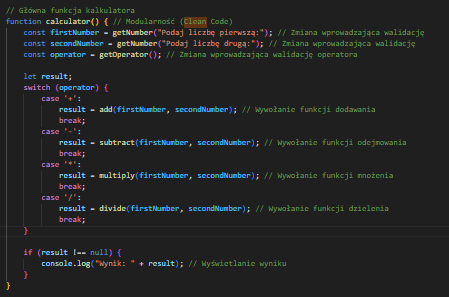 // Główna funkcja kalkulatora
function calculator() { // Modularność (Clean Code)
    const firstNumber = getNumber("Podaj liczbę pierwszą:"); // Zmiana wprowadzająca walidację
    const secondNumber = getNumber("Podaj liczbę drugą:"); // Zmiana wprowadzająca walidację
    const operator = getOperator(); // Zmiana wprowadzająca walidację operatora

    let result;
    switch (operator) {
        case '+':
            result = add(firstNumber, secondNumber); // Wywołanie funkcji dodawania
            break;
        case '-':
            result = subtract(firstNumber, secondNumber); // Wywołanie funkcji odejmowania
            break;
        case '*':
            result = multiply(firstNumber, secondNumber); // Wywołanie funkcji mnożenia
            break;
        case '/':
            result = divide(firstNumber, secondNumber); // Wywołanie funkcji dzielenia
            break;
    }

    if (result !== null) {
        console.log("Wynik: " + result); // Wyświetlanie wyniku
    }
}